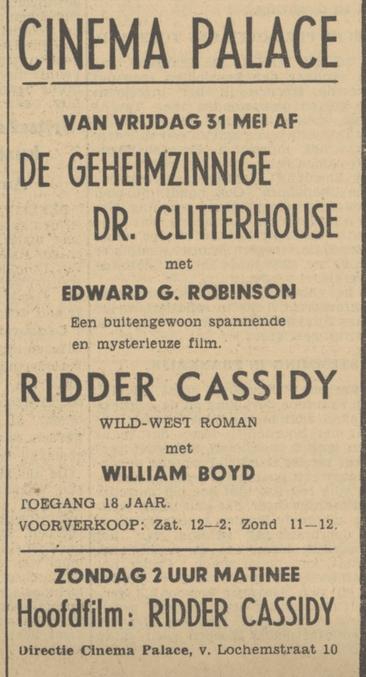 CINEMA PALACE
VAN VRIJDAG 31 MEI AF
DE GEHEIMZINNIGE
DR. CLITTERHOUSE
met
EDWARD G. ROBINSON
Een buitengewoon spannende
en mysterieuze film.
RIDDER CASSIDY
WILD-WEST ROMAN
met
WILLIAM BOYD
TOEGANG 18 JAAR.
VOORVERKOOP: Zat. 12—2; Zond 11—12.
ZONDAG 2 UUR MATINEE
Hoofdfilm: RIDDER CASSIDY
Directie Cinema Palace, v. Lochemstraat 10